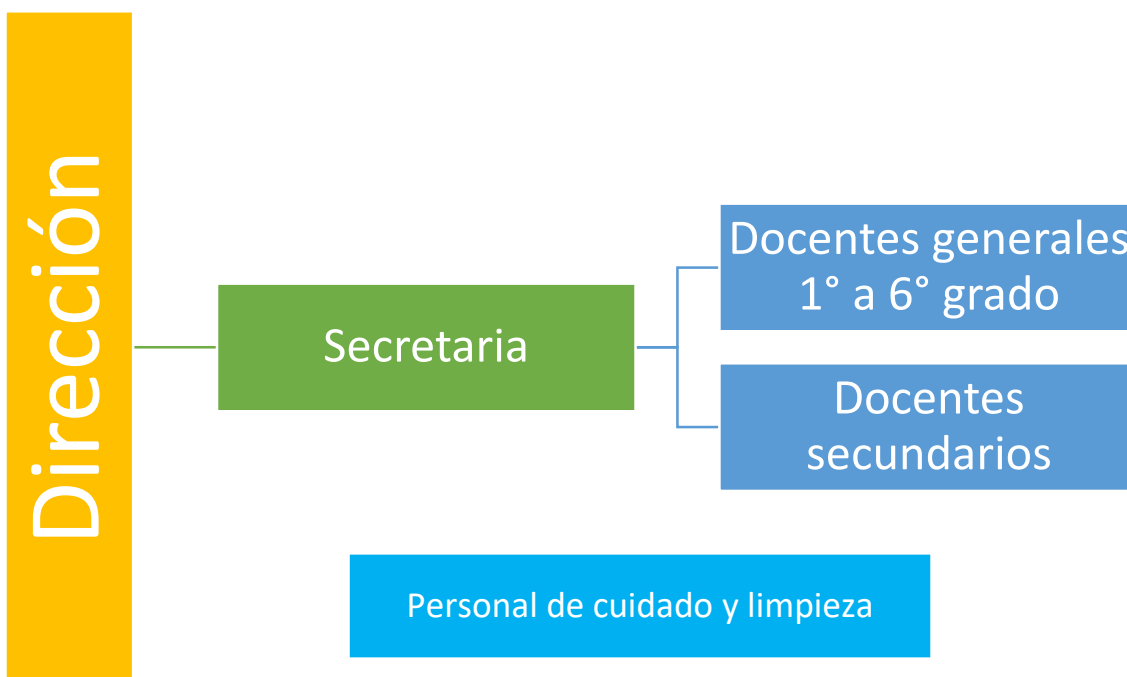 Dirección
Secretaria
Docentes generales
1° a 6° grado
Docentes
secundarios
Personal de cuidado y limpieza